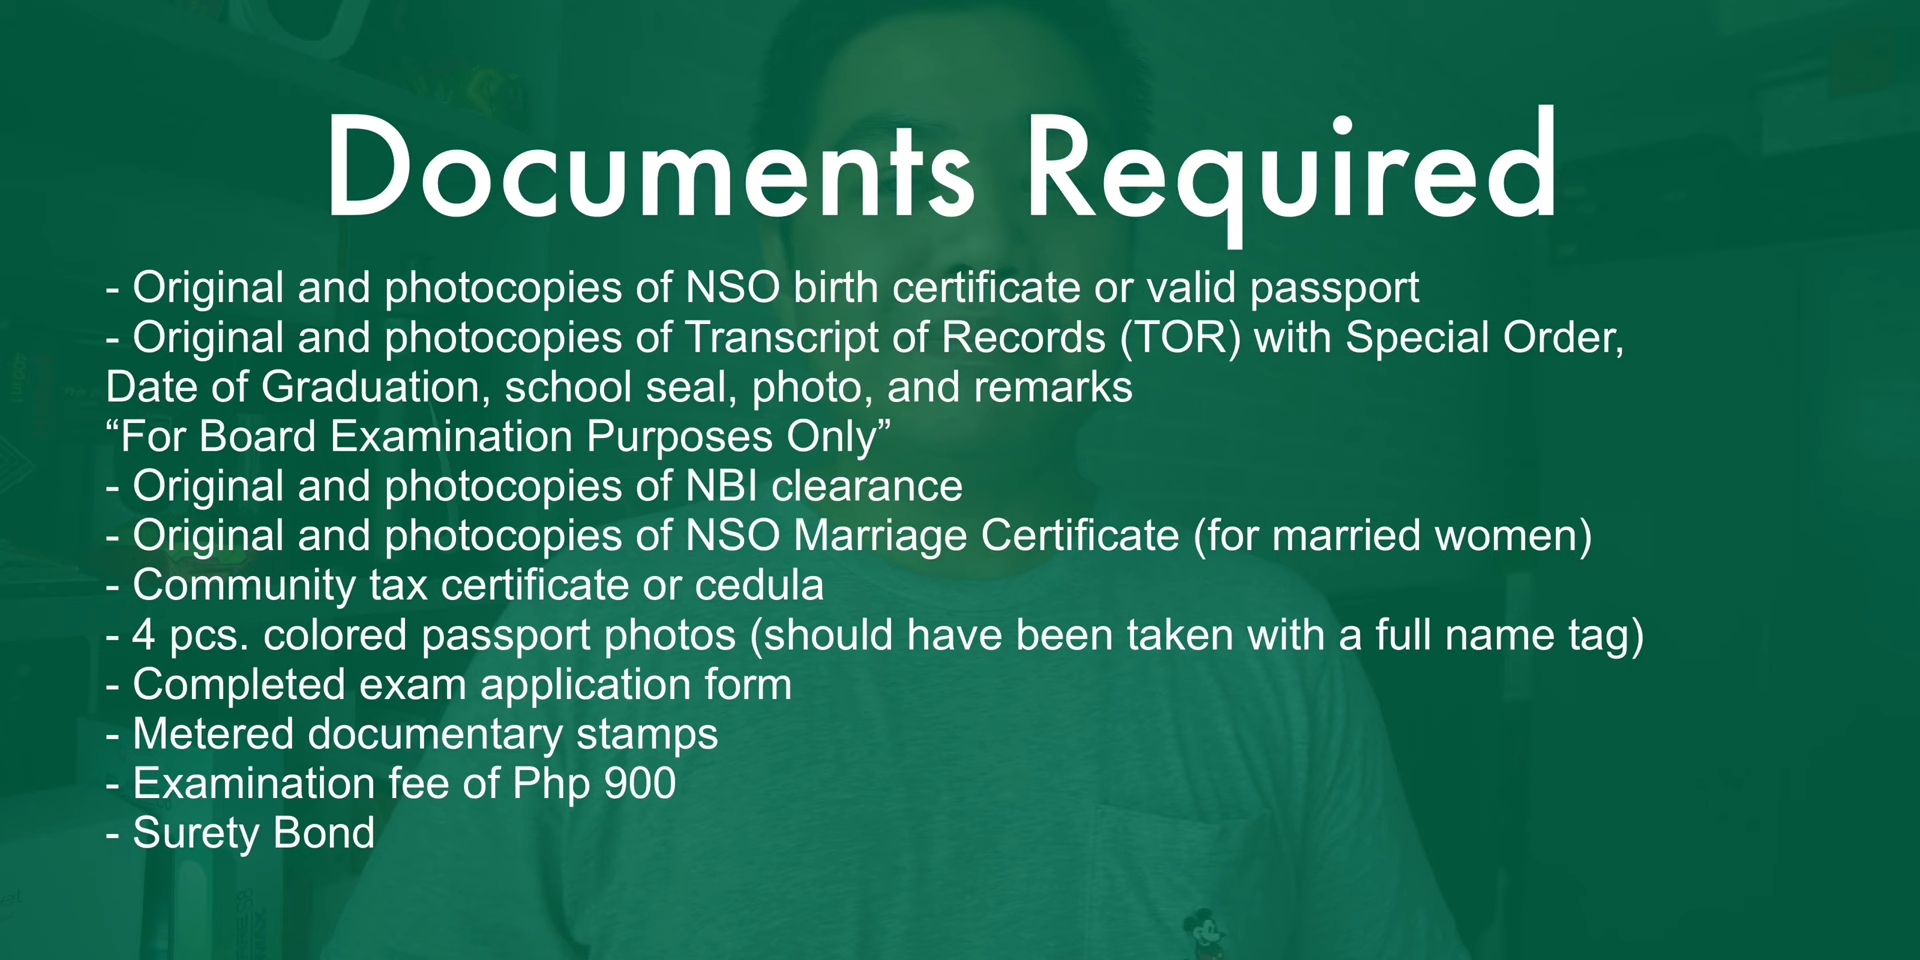 Documents Required
- Original and photocopies of NSO birth certificate or valid passport
- Original and photocopies of Transcript of Records (TOR) with Special Order,
Date of Graduation, school seal, photo, and remarks
“For Board Examination Purposes Only”
- Original and photocopies of NBI clearance
- Original and photocopies of NSO Marriage Certificate (for married women)
- Community tax certificate or cedula
- 4 pcs. colored passport photos (should have been taken with a full name tag)
- Completed exam application form
- Metered documentary stamps
- Examination fee of Php 900
- Surety Bond